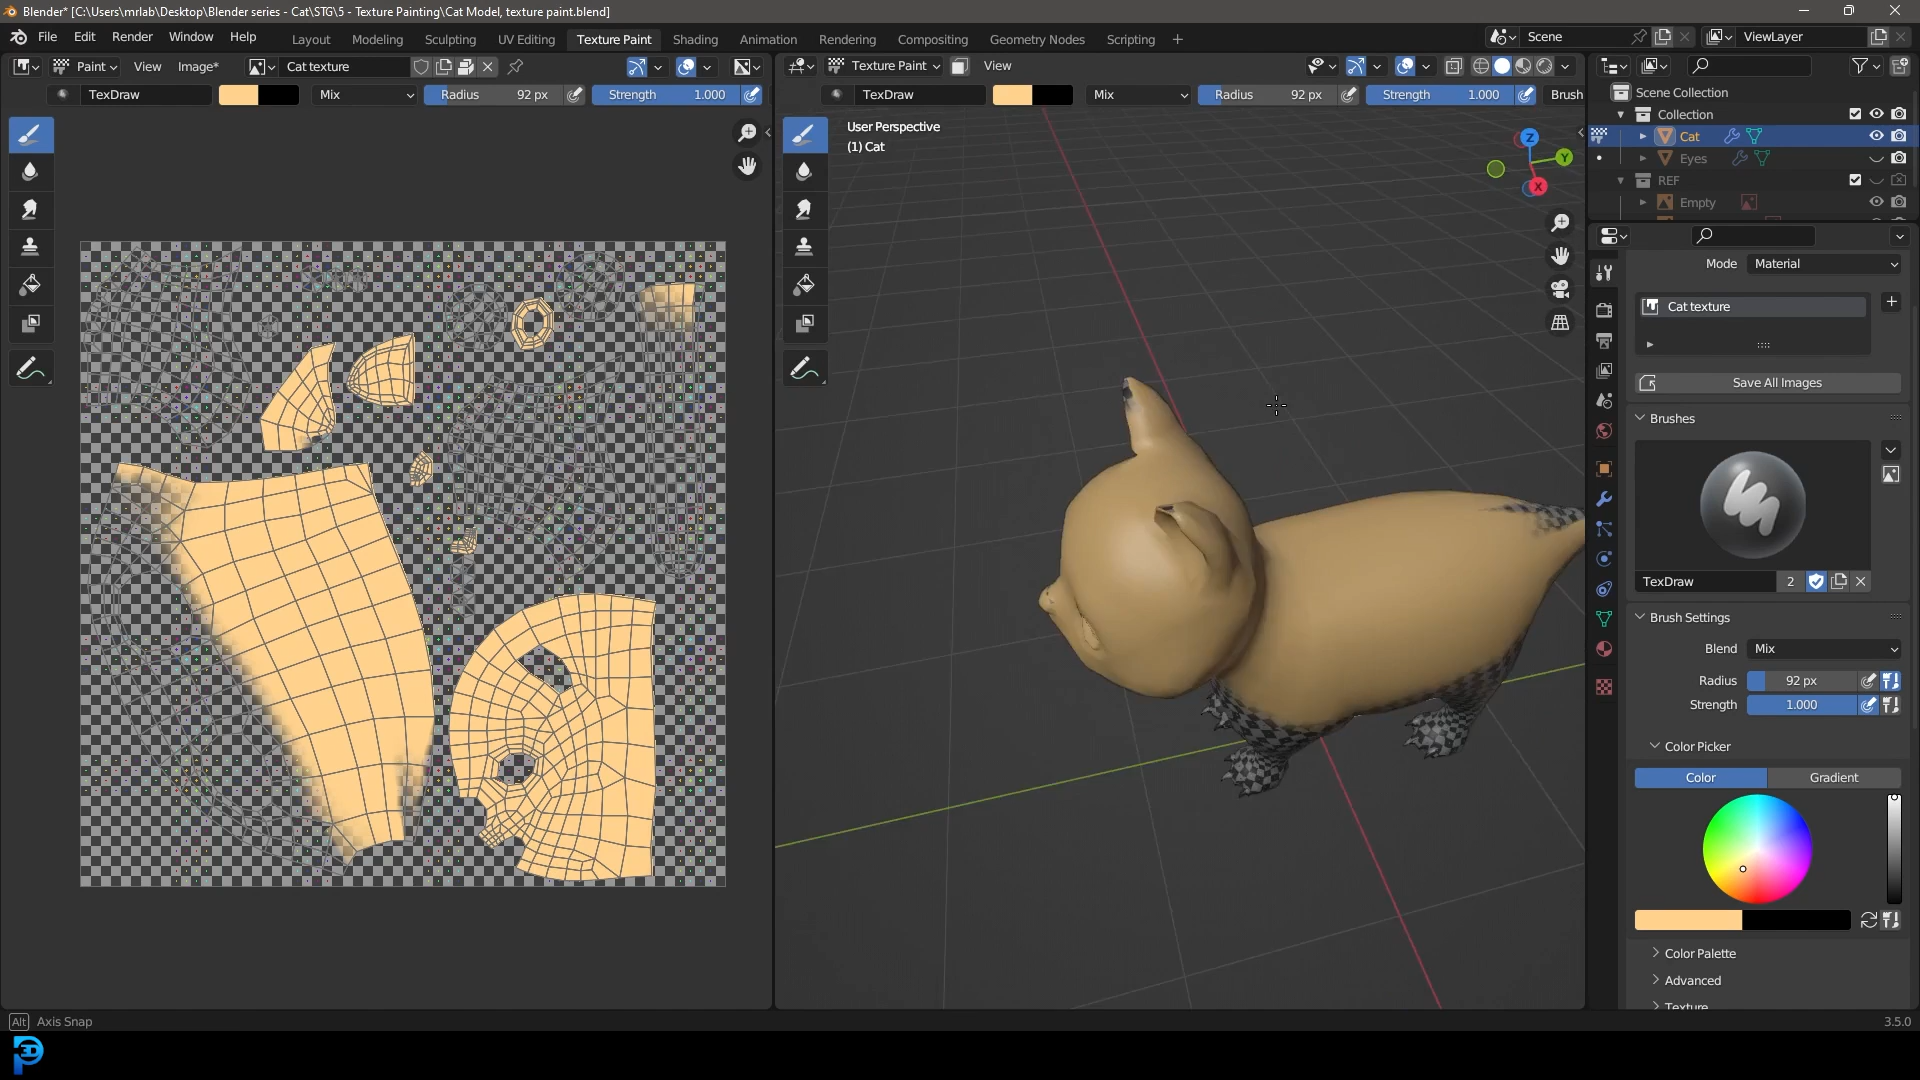 Blender* [C:\Users\mrlab\Desktop\Blender series - Cat\STG\5 - Texture Painting\Cat Model, texture paint.blend]
File Edit Render Window Help Layout Modeling Sculpting UV Editing Texture Paint Shading Animation Rendering Compositing Geometry Nodes Scripting + Scene ViewLayer
Paint View Image* Cat texture Texture Paint View
TexDraw Mix Radius 92 px Strength 1.000 TexDraw Mix Radius 92 px Strength 1.000 Brush
Scene Collection
Collection
Cat
Eyes
REF
Empty
User Perspective
(1) Cat
Z
Y
X
Mode Material
Cat texture
Save All Images
Brushes
TexDraw 2
Brush Settings
Blend Mix
Radius 92 px
Strength 1.000
Color Picker
Color Gradient
Color Palette
Advanced
Texture
Alt Axis Snap 3.5.0